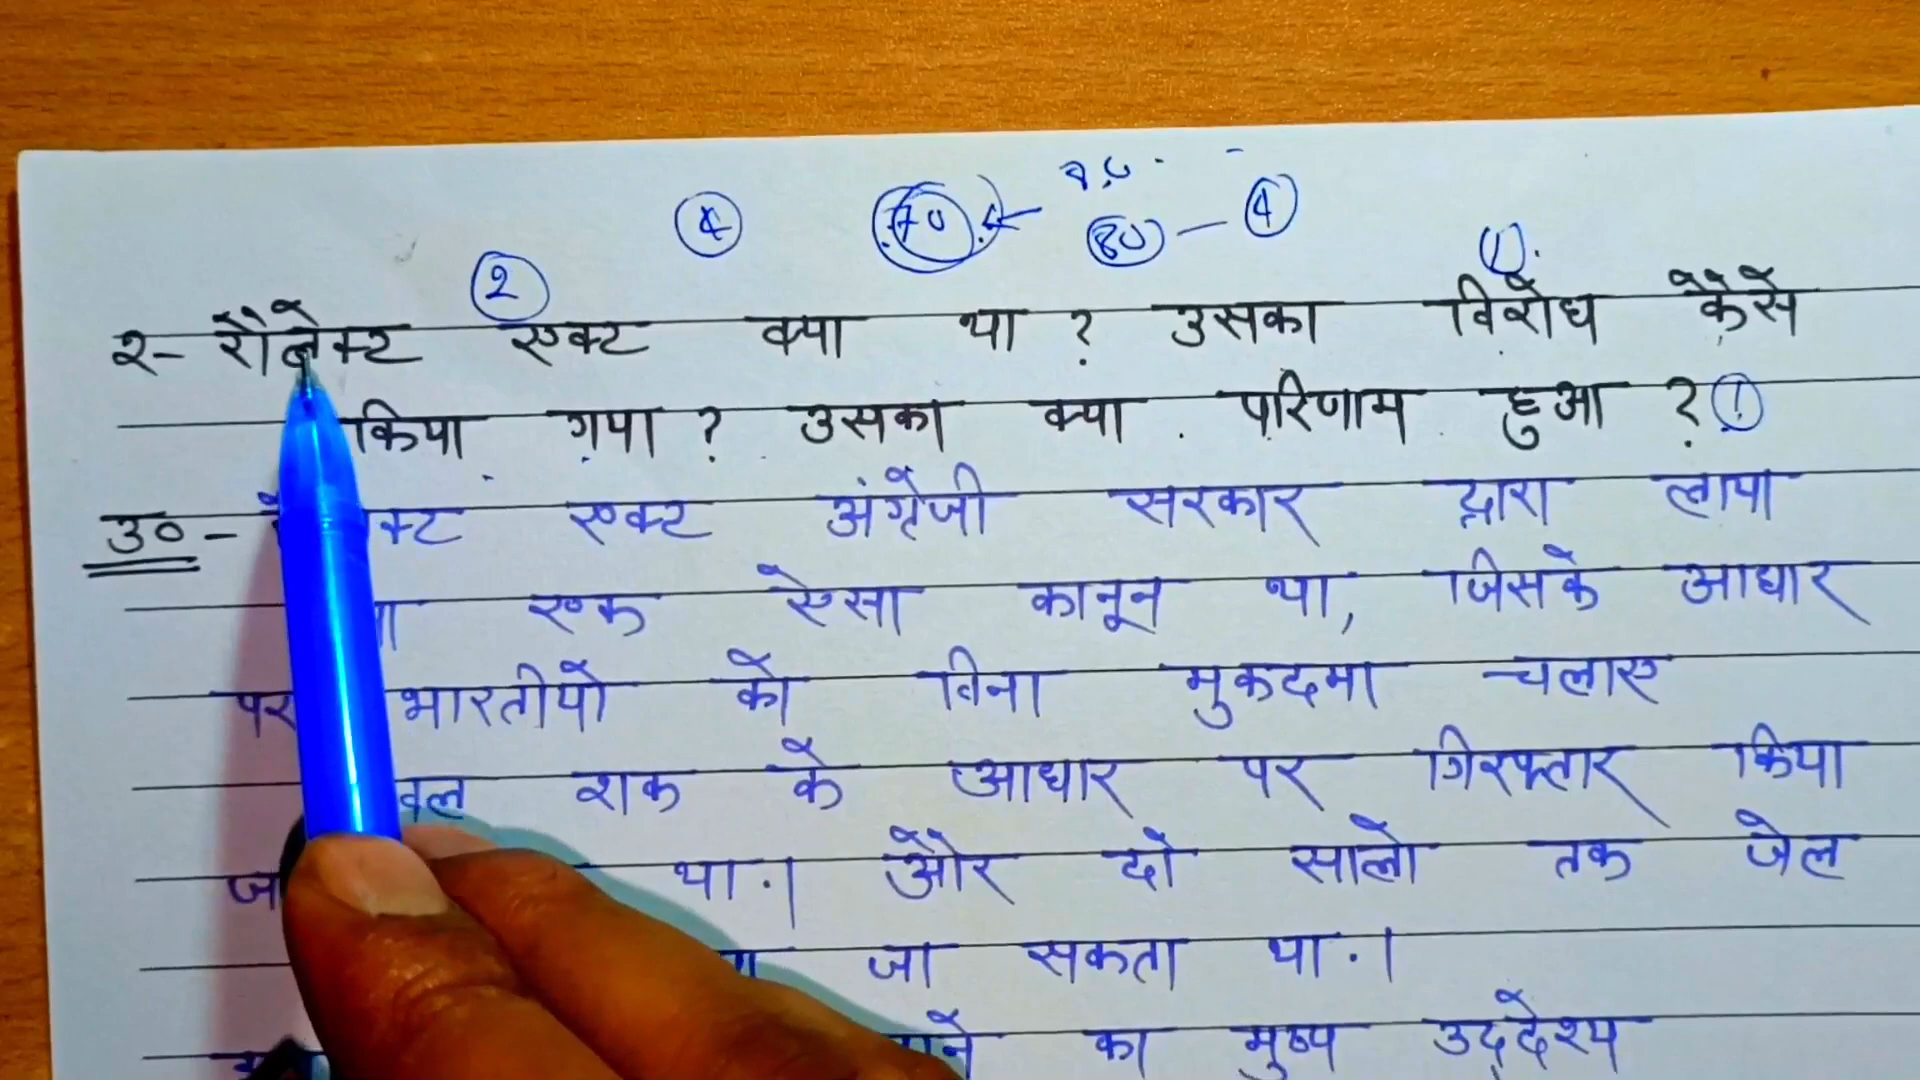 2 4 70 80 - 4 1
२- रौलेक्ट एक्ट क्या था ? उसका विरोध कैसे
किया गया ? उसका क्या परिणाम हुआ ? 1
उ०- एक्ट अंग्रेजी सरकार द्वारा लाया
एक ऐसा कानून था, जिसके आधार
पर भारतीयो को विना मुकदमा चलाए
शक के आधार पर गिरफ्तार किया
था।और दो सालो तक जेल
जा सकता था।
का मुख्य उद्देश्य